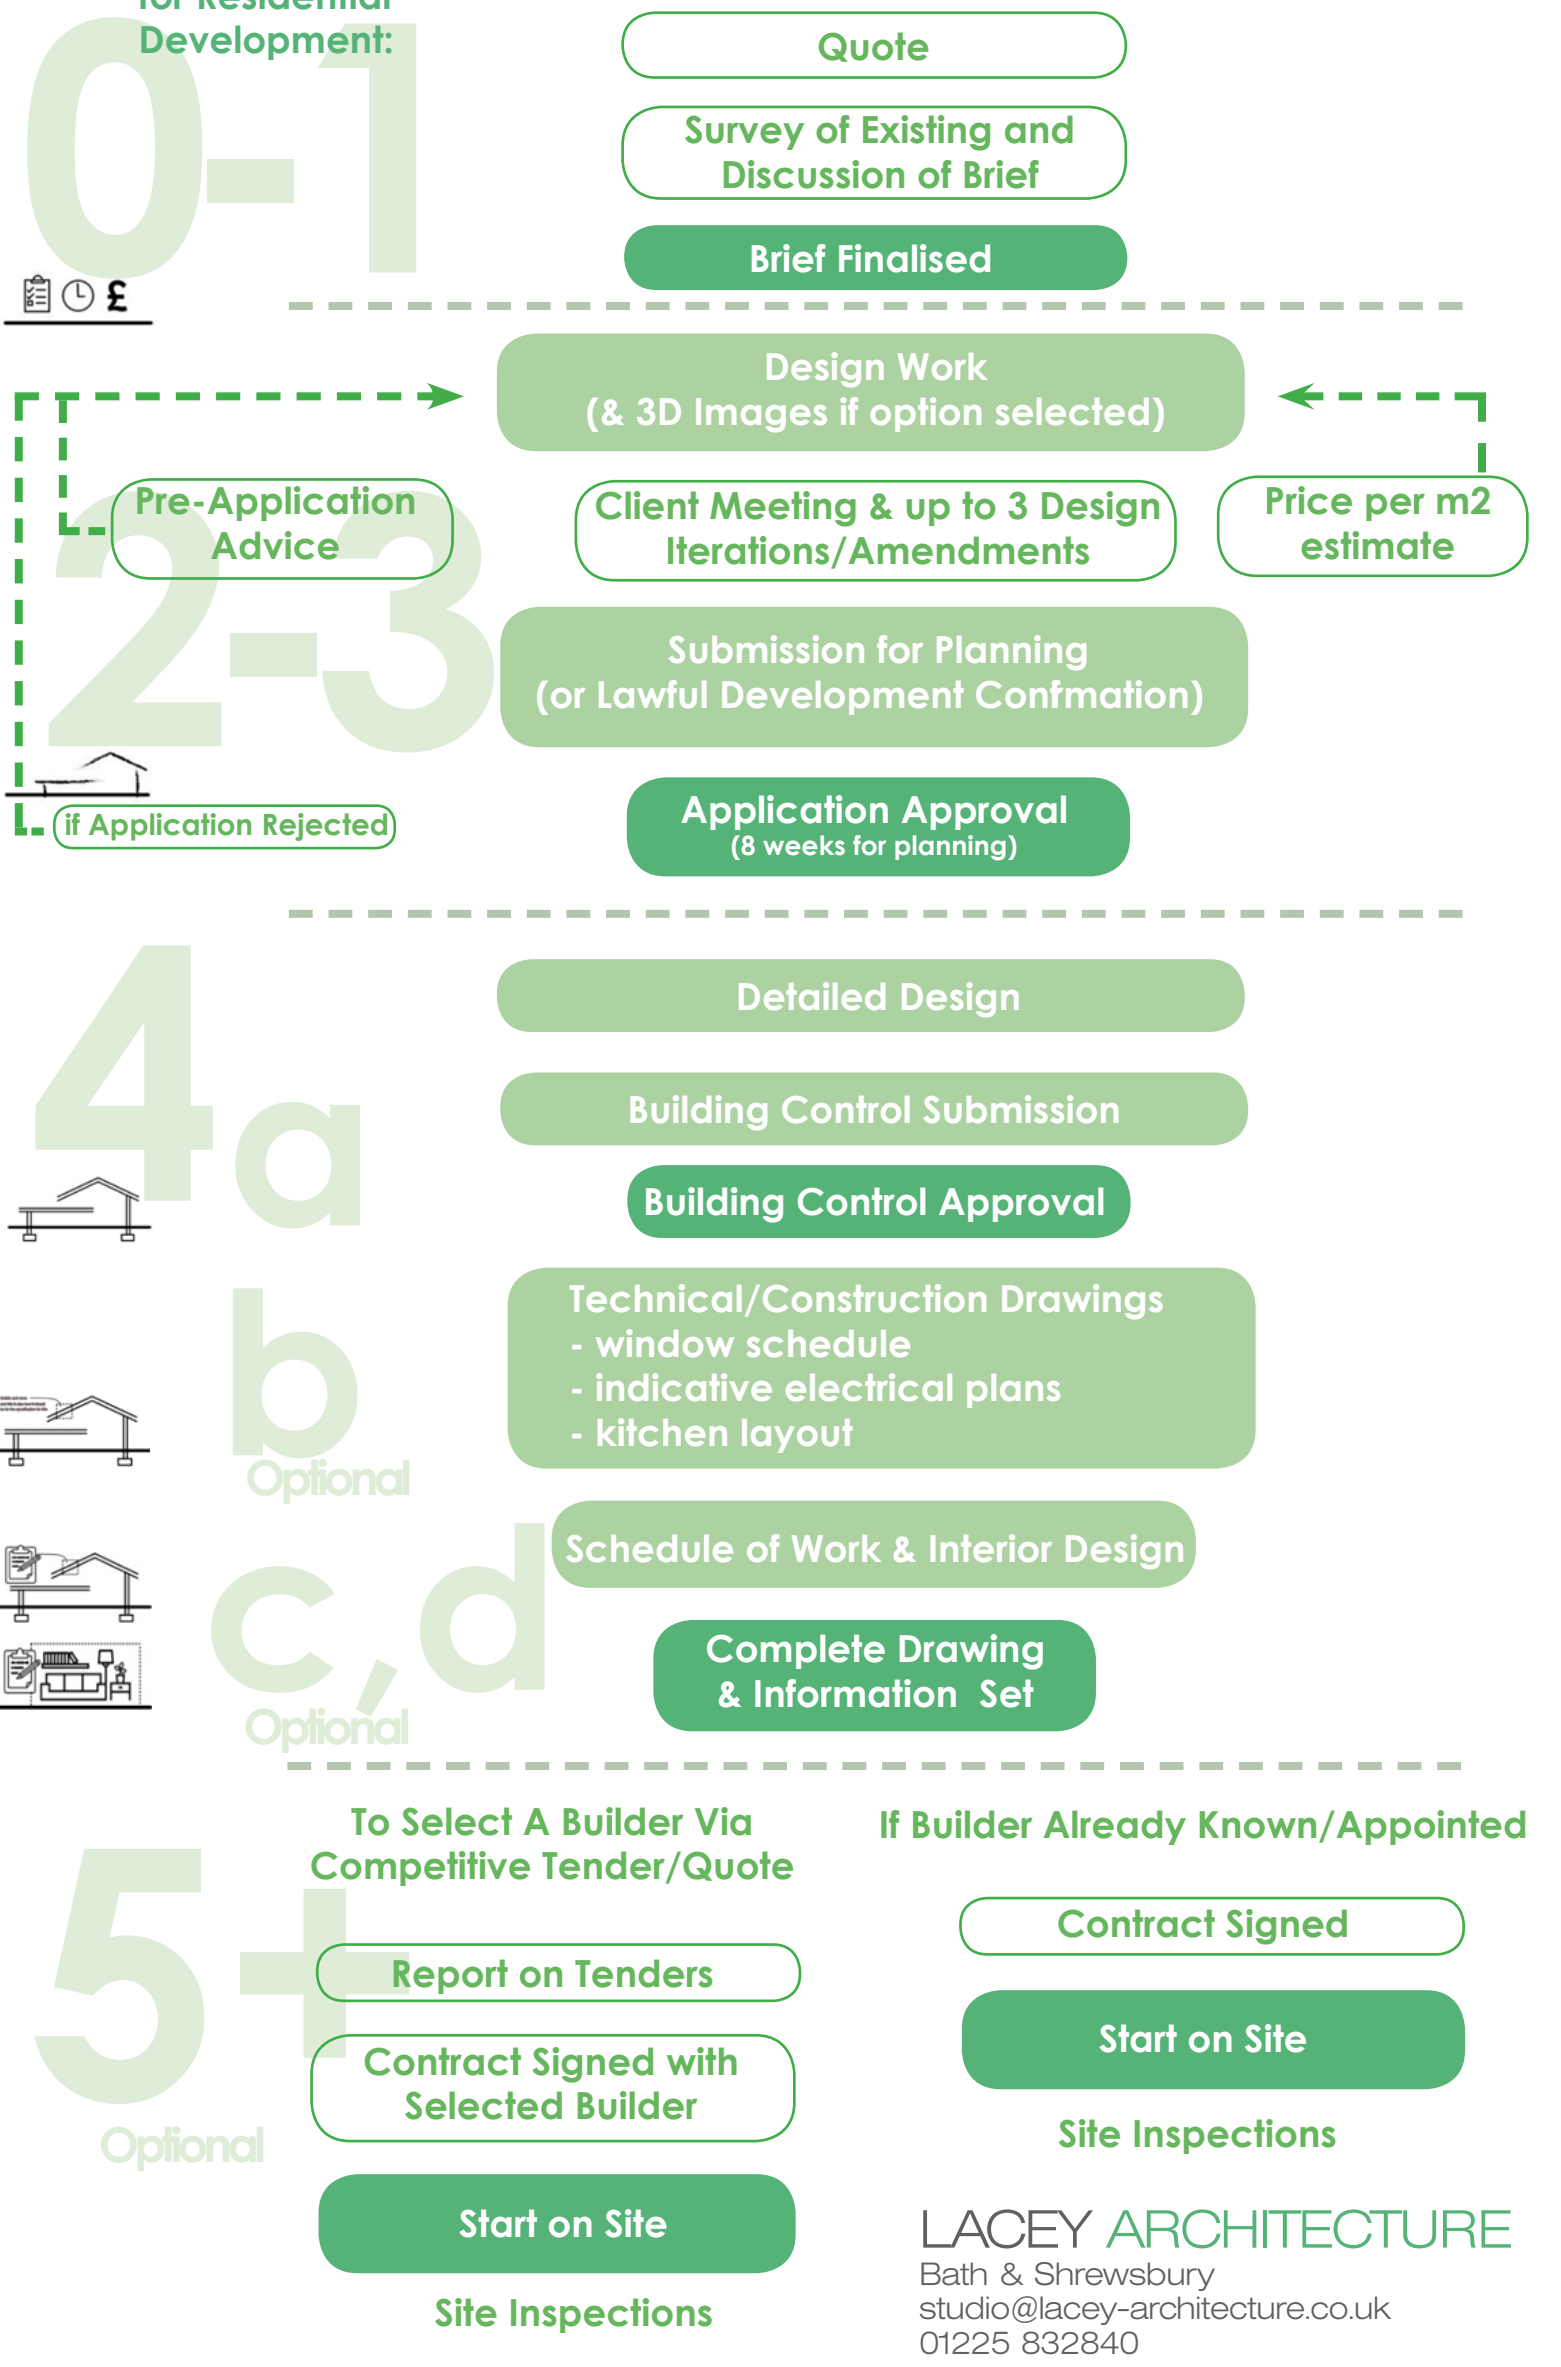 for Residential
Development:
0-1
Quote
Survey of Existing and
Discussion of Brief
Brief Finalised
£
Design Work
(& 3D Images if option selected)
2-3
Pre-Application
Advice
Client Meeting & up to 3 Design
Iterations/Amendments
Price per m2
estimate
Submission for Planning
(or Lawful Development Confmation)
if Application Rejected
Application Approval
(8 weeks for planning)
4a
Detailed Design
Building Control Submission
Building Control Approval
b
Optional
Technical/Construction Drawings
- window schedule
- indicative electrical plans
- kitchen layout
c,d
Optional
Schedule of Work & Interior Design
Complete Drawing
& Information Set
5+
Optional
To Select A Builder Via
Competitive Tender/Quote
Report on Tenders
Contract Signed with
Selected Builder
Start on Site
Site Inspections
If Builder Already Known/Appointed
Contract Signed
Start on Site
Site Inspections
LACEY ARCHITECTURE
Bath & Shrewsbury
studio@lacey-architecture.co.uk
01225 832840